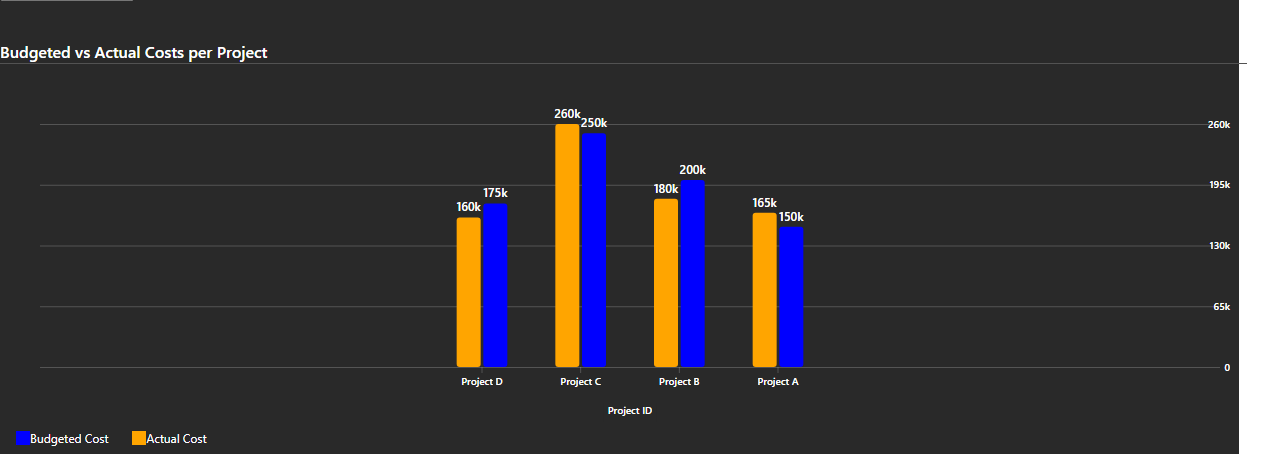 Budgeted vs Actual Costs per Project
260k
250k
260k
200k
175k
180k
195k
160k
165k
150k
130k
65k
0
Project D Project C Project B Project A
Project ID
Budgeted Cost Actual Cost